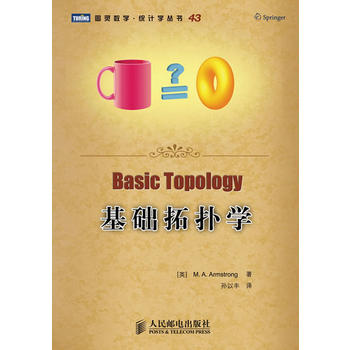 TURING 图灵数学·统计学丛书 43
Springer
?
=
Basic Topology
基础拓扑学
[英] M. A. Armstrong 著
孙以丰 译
人民邮电出版社
POSTS & TELECOM PRESS